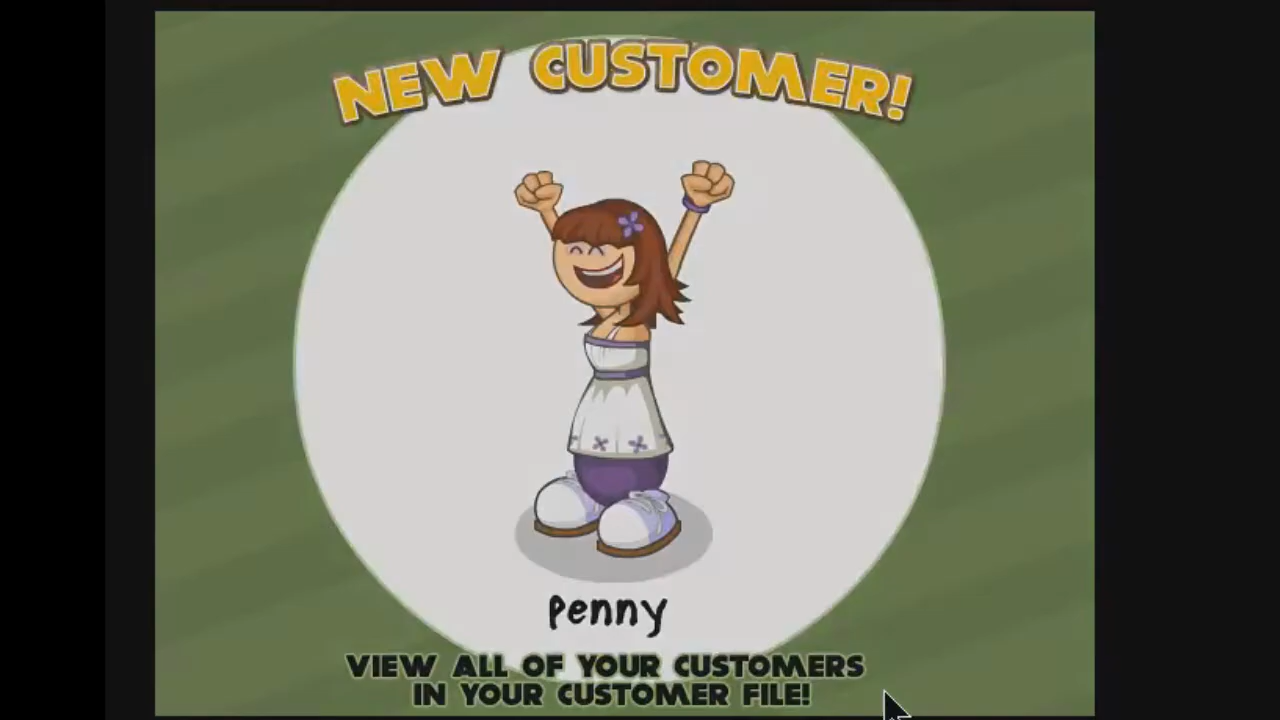 NEW CUSTOMER!
Penny
VIEW ALL OF YOUR CUSTOMERS
IN YOUR CUSTOMER FILE!